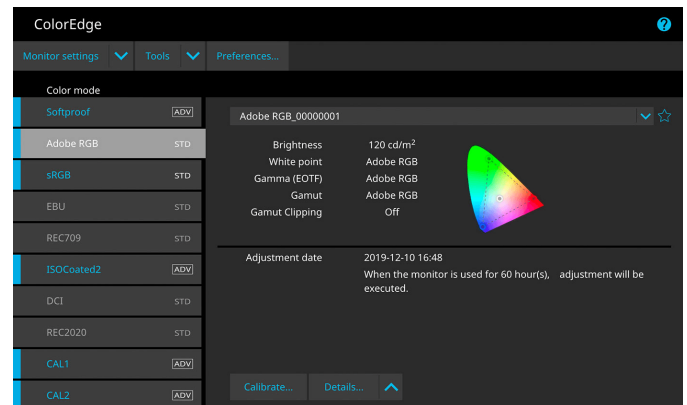 ColorEdge
Monitor settings Tools Preferences...
Color mode
Softproof ADV
Adobe RGB STD
sRGB STD
EBU STD
REC709 STD
ISOCoated2 ADV
DCI STD
REC2020 STD
CAL1 ADV
CAL2 ADV
Adobe RGB_00000001
Brightness 120 cd/m²
White point Adobe RGB
Gamma (EOTF) Adobe RGB
Gamut Adobe RGB
Gamut Clipping Off
Adjustment date 2019-12-10 16:48
When the monitor is used for 60 hour(s), adjustment will be
executed.
Calibrate... Details...